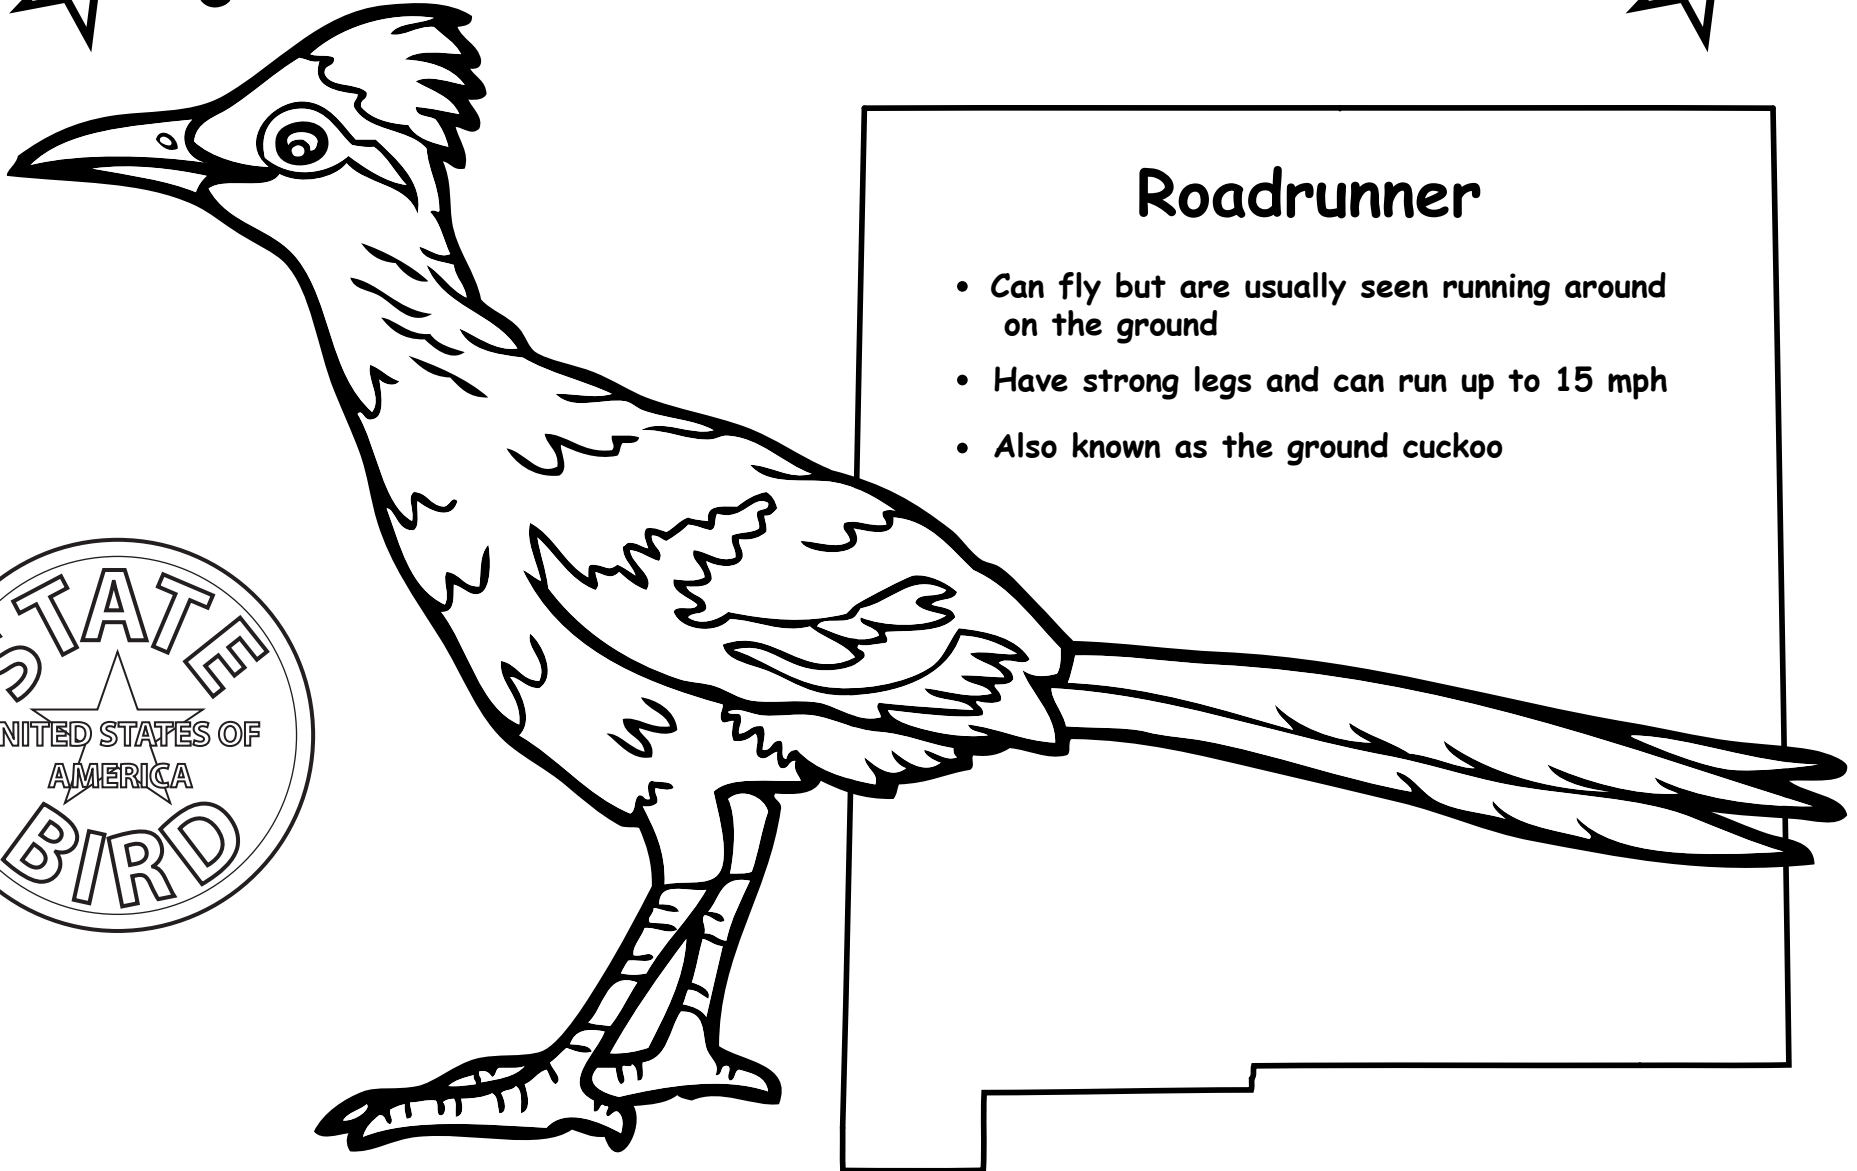 Roadrunner
• Can fly but are usually seen running around
on the ground
• Have strong legs and can run up to 15 mph
• Also known as the ground cuckoo
STATE
NITED STATES OF
AMERICA
BIRD